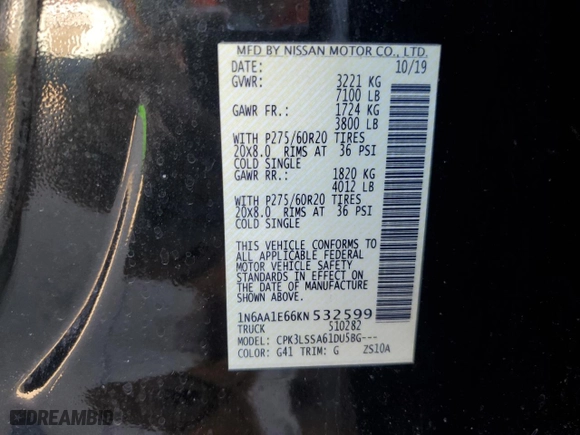 MFD BY NISSAN MOTOR CO., LTD.
DATE: 10/19
GVWR: 3221 KG
7100 LB
GAWR FR.: 1724 KG
3800 LB
WITH P275/60R20 TIRES
20X8.0 RIMS AT 36 PSI
COLD SINGLE
GAWR RR.: 1820 KG
4012 LB
WITH P275/60R20 TIRES
20X8.0 RIMS AT 36 PSI
COLD SINGLE
THIS VEHICLE CONFORMS TO
ALL APPLICABLE FEDERAL
MOTOR VEHICLE SAFETY
STANDARDS IN EFFECT ON
THE DATE OF MANUFACTURE
SHOWN ABOVE.
1N6AA1E66KN532599
TRUCK 510282
MODEL: CPK3LSSA61DU5BG---
COLOR: G41 TRIM: G ZS10A
DREAMBID